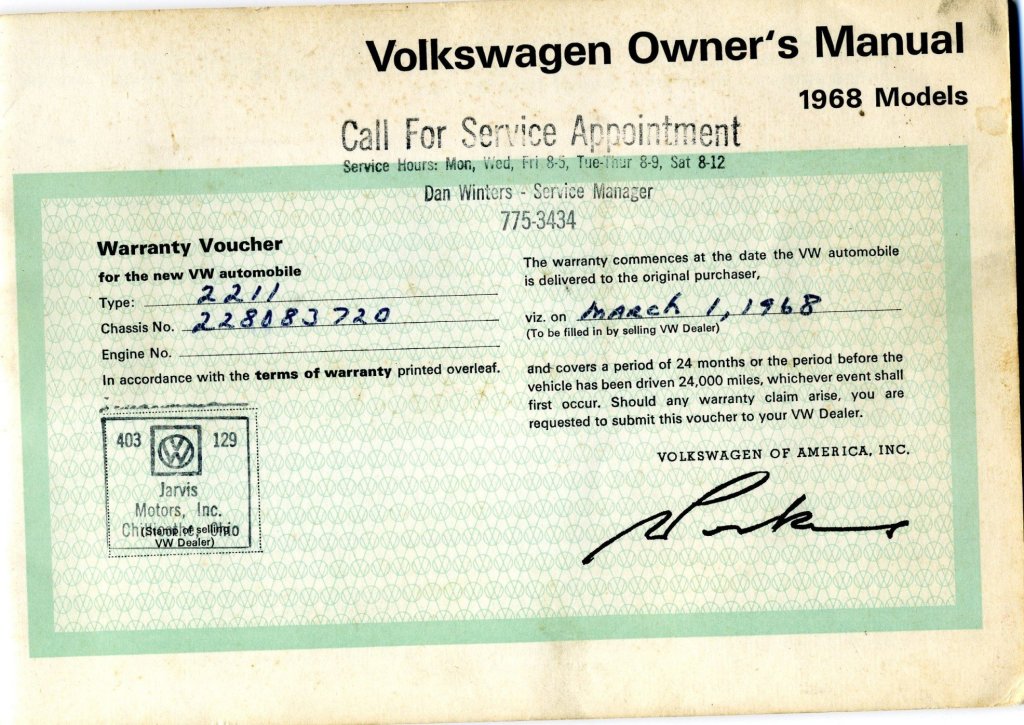 Volkswagen Owner's Manual
1968 Models
Call For Service Appointment
Service Hours: Mon, Wed, Fri 8-5, Tue-Thur 8-9, Sat 8-12
Dan Winters - Service Manager
775-3434
Warranty Voucher
for the new VW automobile
Type: 2211
Chassis No. 228083720
Engine No.
In accordance with the terms of warranty printed overleaf.
403 VW 129
Jarvis
Motors, Inc.
Chillicothe, Ohio
(Stamp of selling
VW Dealer)
The warranty commences at the date the VW automobile
is delivered to the original purchaser,
viz. on March 1, 1968
(To be filled in by selling VW Dealer)
and covers a period of 24 months or the period before the
vehicle has been driven 24,000 miles, whichever event shall
first occur. Should any warranty claim arise, you are
requested to submit this voucher to your VW Dealer.
VOLKSWAGEN OF AMERICA, INC.